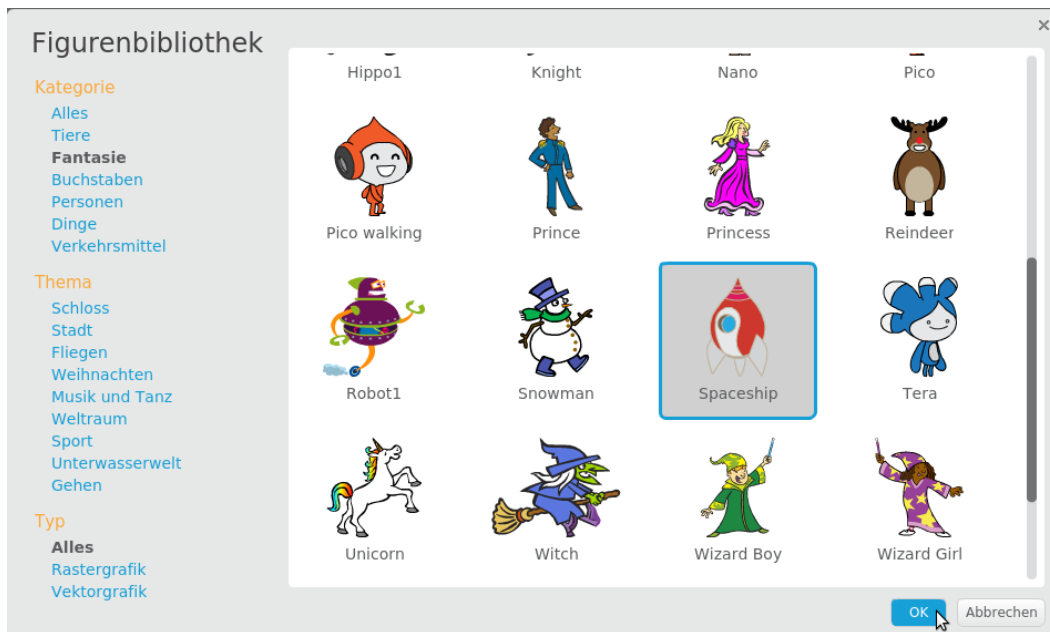 Figurenbibliothek
Kategorie
Alles
Tiere
Fantasie
Buchstaben
Personen
Dinge
Verkehrsmittel
Thema
Schloss
Stadt
Fliegen
Weihnachten
Musik und Tanz
Weltraum
Sport
Unterwasserwelt
Gehen
Typ
Alles
Rastergrafik
Vektorgrafik
Hippo1 Knight Nano Pico
Pico walking Prince Princess Reindeer
Robot1 Snowman Spaceship Tera
Unicorn Witch Wizard Boy Wizard Girl
OK Abbrechen